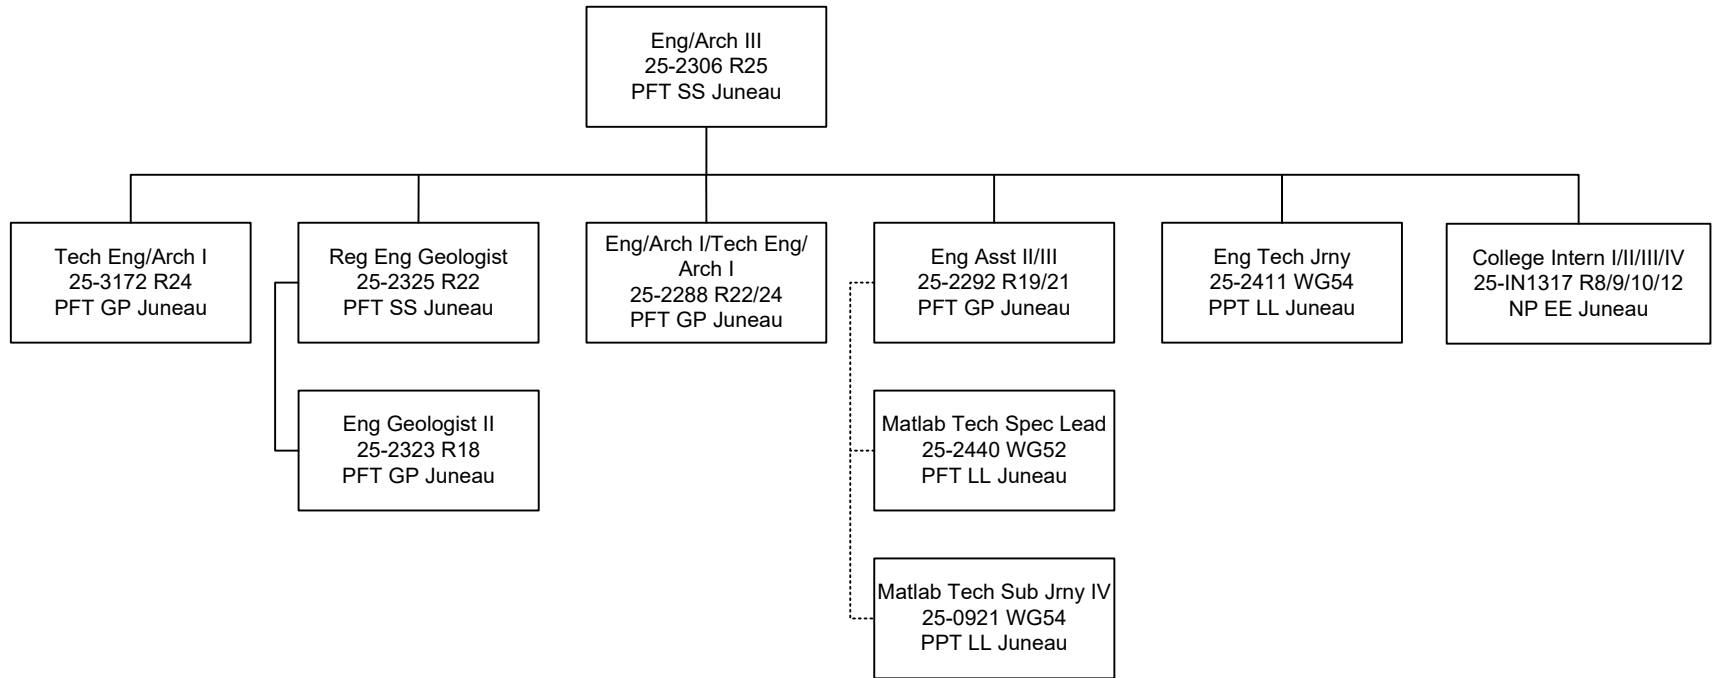 Eng/Arch III
25-2306 R25
PFT SS Juneau
Tech Eng/Arch I
25-3172 R24
PFT GP Juneau
Reg Eng Geologist
25-2325 R22
PFT SS Juneau
Eng/Arch I/Tech Eng/
Arch I
25-2288 R22/24
PFT GP Juneau
Eng Asst II/III
25-2292 R19/21
PFT GP Juneau
Eng Tech Jrny
25-2411 WG54
PPT LL Juneau
College Intern I/II/III/IV
25-IN1317 R8/9/10/12
NP EE Juneau
Eng Geologist II
25-2323 R18
PFT GP Juneau
Matlab Tech Spec Lead
25-2440 WG52
PFT LL Juneau
Matlab Tech Sub Jrny IV
25-0921 WG54
PPT LL Juneau